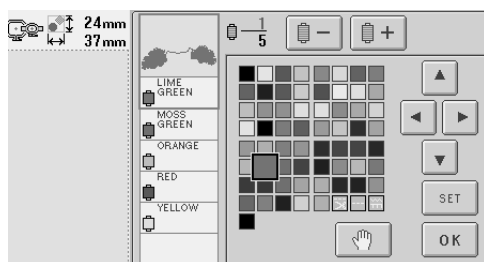 24mm
37mm
1
5
−
+
LIME
GREEN
MOSS
GREEN
ORANGE
RED
YELLOW
SET
OK